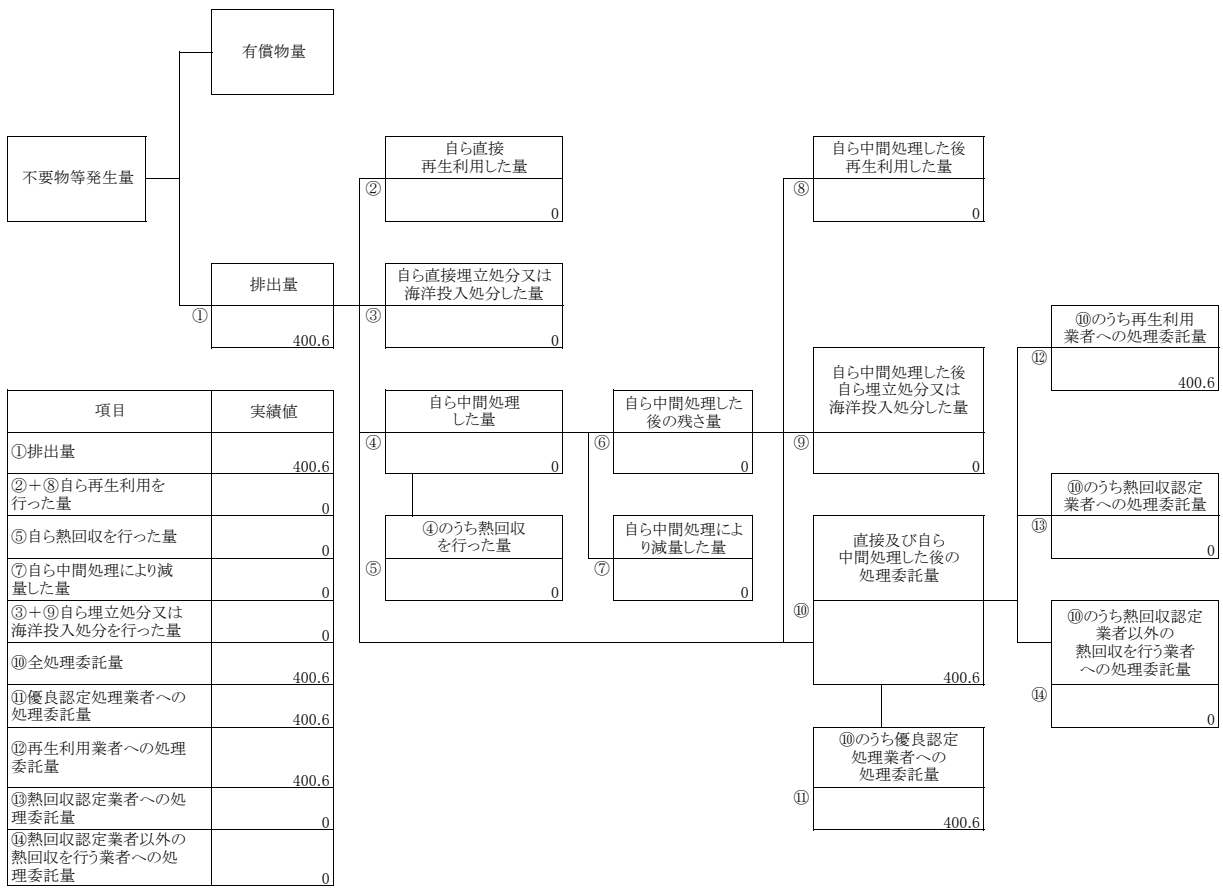 有償物量
不要物等発生量
自ら直接
再生利用した量
②
0
自ら中間処理した後
再生利用した量
⑧
0
排出量
①
400.6
自ら直接埋立処分又は
海洋投入処分した量
③
0
⑩のうち再生利用
業者への処理委託量
⑫
400.6
自ら中間処理
した量
④
0
自ら中間処理した
後の残さ量
⑥
0
自ら中間処理した後
自ら埋立処分又は
海洋投入処分した量
⑨
0
⑩のうち熱回収認定
業者への処理委託量
⑬
0
④のうち熱回収
を行った量
⑤
0
自ら中間処理によ
り減量した量
⑦
0
直接及び自ら
中間処理した後の
処理委託量
⑩
400.6
⑩のうち熱回収認定
業者以外の
熱回収を行う業者
への処理委託量
⑭
0
⑩のうち優良認定
処理業者への
処理委託量
⑪
400.6
項目 実績値
①排出量
400.6
②+⑧自ら再生利用を
行った量
0
⑤自ら熱回収を行った量
0
⑦自ら中間処理により減
量した量
0
③+⑨自ら埋立処分又は
海洋投入処分を行った量
0
⑩全処理委託量
400.6
⑪優良認定処理業者への
処理委託量
400.6
⑫再生利用業者への処理
委託量
400.6
⑬熱回収認定業者への処
理委託量
0
⑭熱回収認定業者以外の
熱回収を行う業者への処
理委託量
0